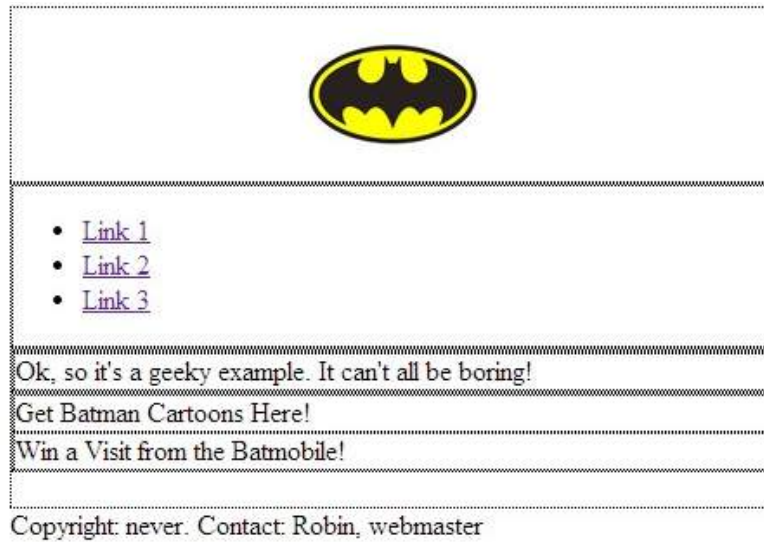 Link 1
Link 2
Link 3
Ok, so it's a geeky example. It can't all be boring!
Get Batman Cartoons Here!
Win a Visit from the Batmobile!
Copyright: never. Contact: Robin, webmaster